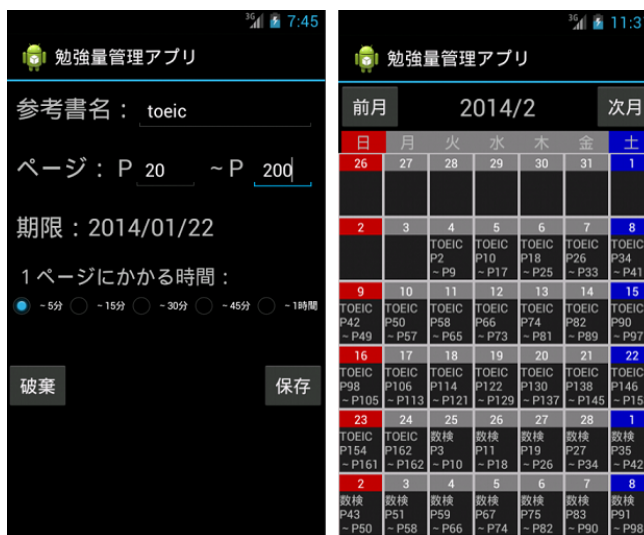 3G 7:45
勉強量管理アプリ
参考書名： toeic
ページ： P 20 ~ P 200
期限：2014/01/22
１ページにかかる時間：
~5分 ~15分 ~30分 ~45分 ~1時間
破棄 保存
3G 11:3
勉強量管理アプリ
前月 2014/2 次月
日 月 火 水 木 金 土
26 27 28 29 30 31 1
2 3 4 5 6 7 8
TOEIC TOEIC TOEIC TOEIC TOEIC
P2 P10 P18 P26 P34
~ P9 ~ P17 ~ P25 ~ P33 ~ P41
9 10 11 12 13 14 15
TOEIC TOEIC TOEIC TOEIC TOEIC TOEIC TOEIC
P42 P50 P58 P66 P74 P82 P90
~ P49 ~ P57 ~ P65 ~ P73 ~ P81 ~ P89 ~ P97
16 17 18 19 20 21 22
TOEIC TOEIC TOEIC TOEIC TOEIC TOEIC TOEIC
P98 P106 P114 P122 P130 P138 P146
~ P105 ~ P113 ~ P121 ~ P129 ~ P137 ~ P145 ~ P15
23 24 25 26 27 28 1
TOEIC TOEIC 数検 数検 数検 数検 数検
P154 P162 P3 P11 P19 P27 P35
~ P161 ~ P162 ~ P10 ~ P18 ~ P26 ~ P34 ~ P42
2 3 4 5 6 7 8
数検 数検 数検 数検 数検 数検 数検
P43 P51 P59 P67 P75 P83 P91
~ P50 ~ P58 ~ P66 ~ P74 ~ P82 ~ P90 ~ P98